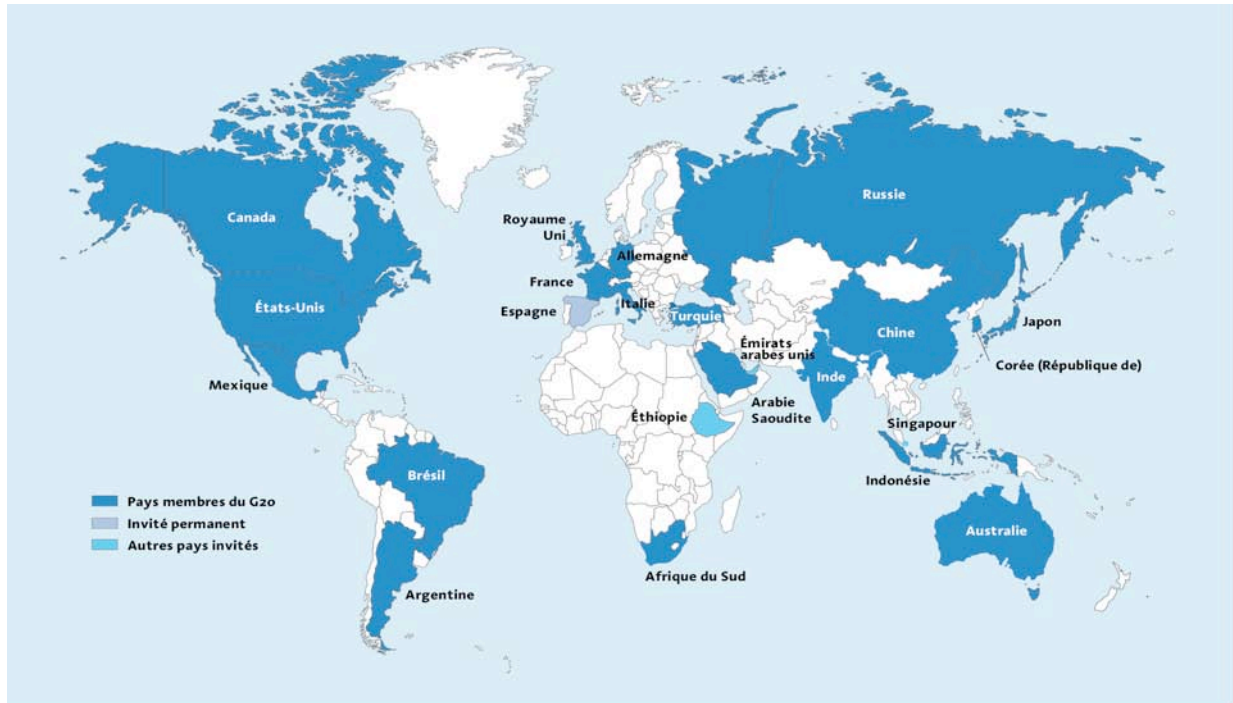 Canada
Russie
Royaume
Uni
Allemagne
France
États-Unis
Espagne
Italie
Turquie
Chine
Japon
Émirats
arabes unis
Corée (République de)
Mexique
Inde
Arabie
Saoudite
Éthiopie
Singapour
Brésil
Indonésie
Pays membres du G20
Invité permanent
Autres pays invités
Australie
Afrique du Sud
Argentine